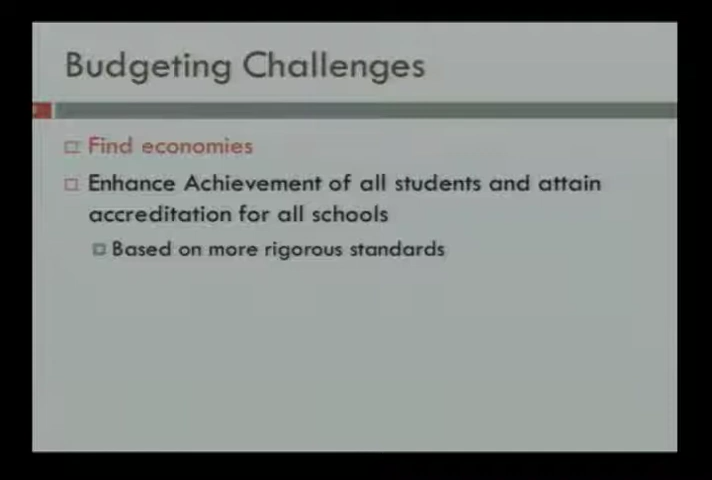 Budgeting Challenges
Find economies
Enhance Achievement of all students and attain
accreditation for all schools
Based on more rigorous standards